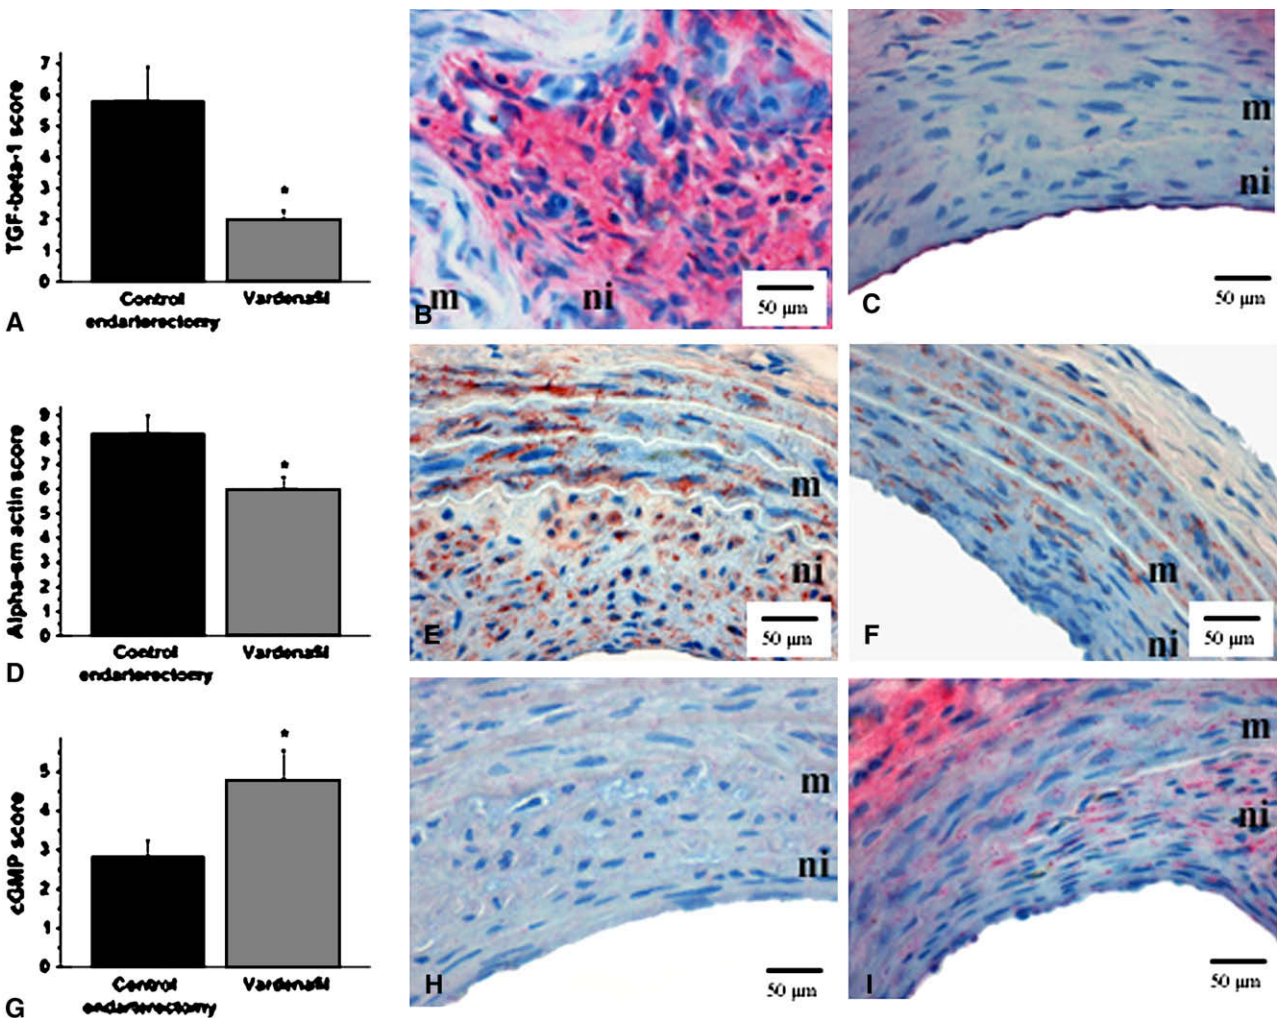 TGF-beta-1 score
7
6
5
4
3
2
1
0
*
Control
endarterectomy
Vardenafil
A
m
ni
B
50 µm
m
ni
C
50 µm
Alpha-sm actin score
9
8
7
6
5
4
3
2
1
0
*
Control
endarterectomy
Vardenafil
D
m
ni
E
50 µm
m
ni
F
50 µm
cGMP score
5
4
3
2
1
0
*
Control
endarterectomy
Vardenafil
G
m
ni
H
50 µm
m
ni
I
50 µm